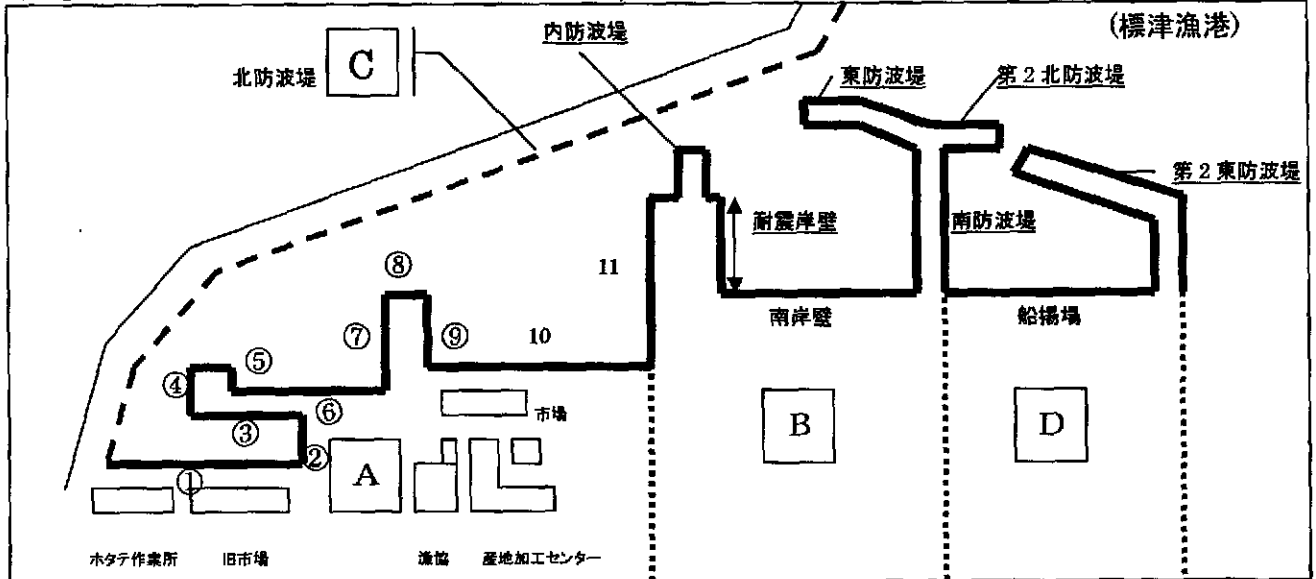 (標津漁港)
内防波堤
北防波堤
C
東防波堤
第2北防波堤
第2東防波堤
耐震岸壁
南防波堤
11
⑧
⑦
⑨
10
南岸壁
船揚場
⑤
④
⑥
③
市場
②
①
A
B
D
ホタテ作業所
旧市場
漁協
産地加工センター